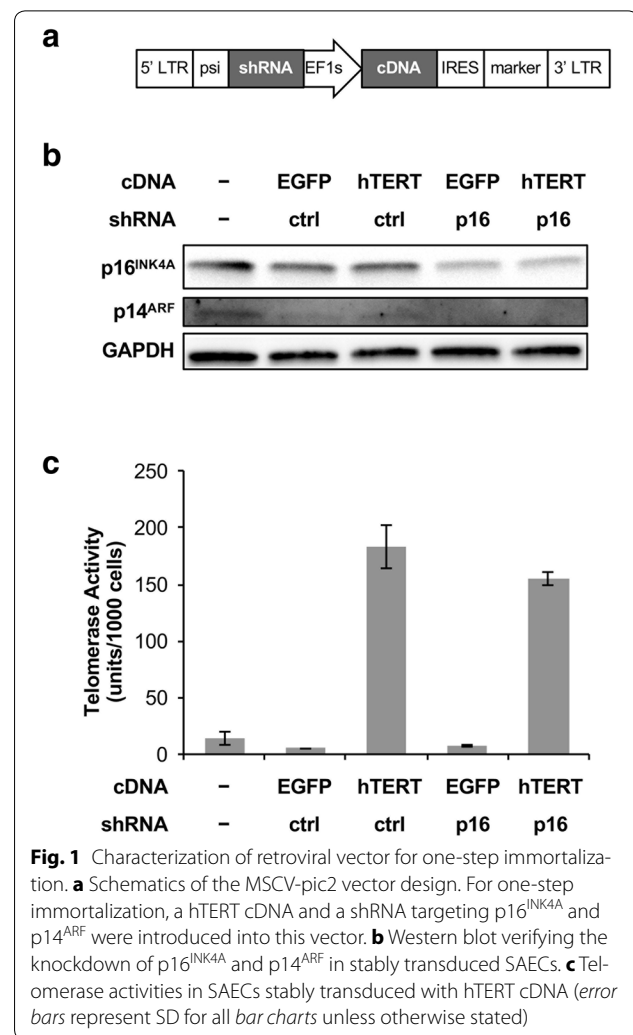 a
5' LTR psi shRNA EF1s cDNA IRES marker 3' LTR
b
cDNA – EGFP hTERT EGFP hTERT
shRNA – ctrl ctrl p16 p16
p16INK4A
p14ARF
GAPDH
c
Telomerase Activity
(units/1000 cells)
250
200
150
100
50
0
cDNA – EGFP hTERT EGFP hTERT
shRNA – ctrl ctrl p16 p16
Fig. 1 Characterization of retroviral vector for one-step immortaliza-
tion. a Schematics of the MSCV-pic2 vector design. For one-step
immortalization, a hTERT cDNA and a shRNA targeting p16INK4A and
p14ARF were introduced into this vector. b Western blot verifying the
knockdown of p16INK4A and p14ARF in stably transduced SAECs. c Tel-
omerase activities in SAECs stably transduced with hTERT cDNA (error
bars represent SD for all bar charts unless otherwise stated)